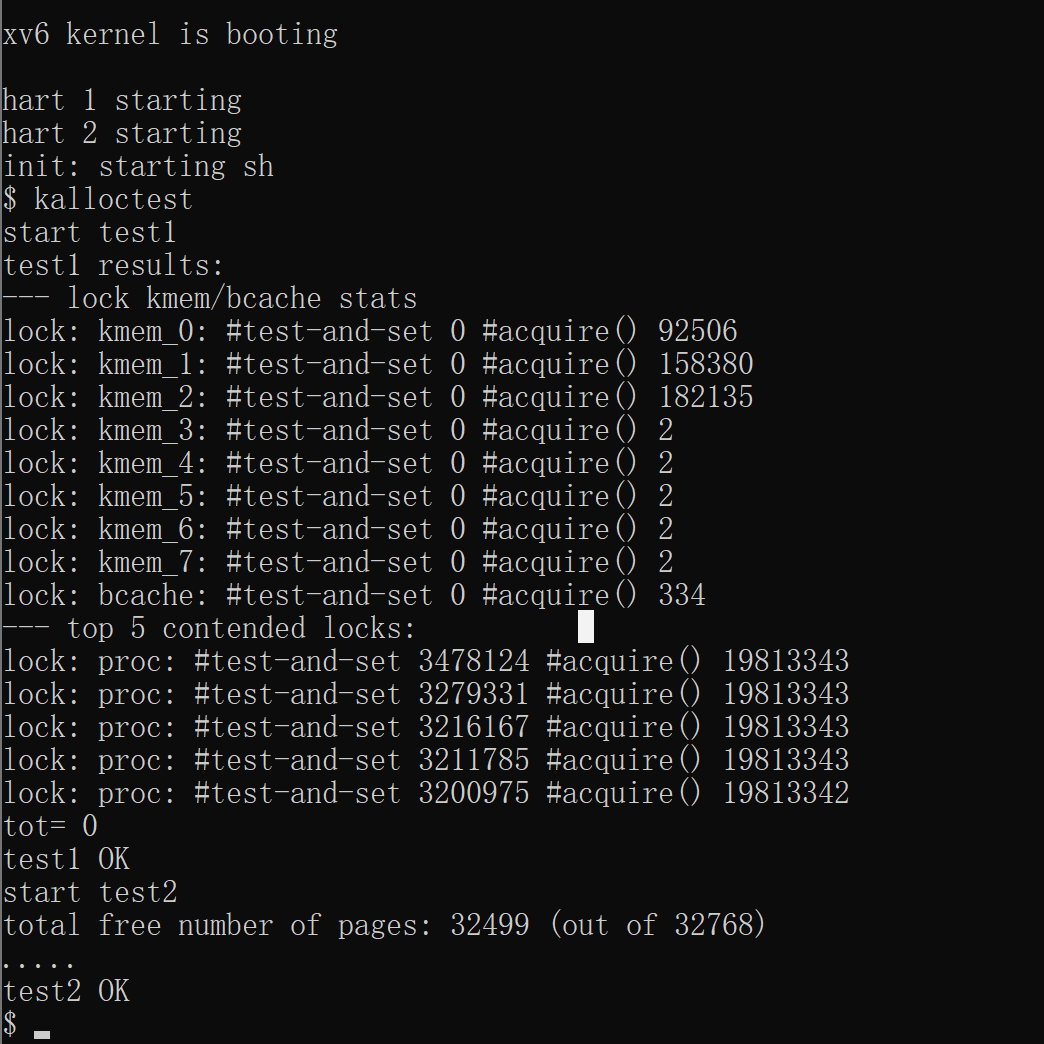 xv6 kernel is booting
hart 1 starting
hart 2 starting
init: starting sh
$ kalloctest
start test1
test1 results:
--- lock kmem/bcache stats
lock: kmem_0: #test-and-set 0 #acquire() 92506
lock: kmem_1: #test-and-set 0 #acquire() 158380
lock: kmem_2: #test-and-set 0 #acquire() 182135
lock: kmem_3: #test-and-set 0 #acquire() 2
lock: kmem_4: #test-and-set 0 #acquire() 2
lock: kmem_5: #test-and-set 0 #acquire() 2
lock: kmem_6: #test-and-set 0 #acquire() 2
lock: kmem_7: #test-and-set 0 #acquire() 2
lock: bcache: #test-and-set 0 #acquire() 334
--- top 5 contended locks:
lock: proc: #test-and-set 3478124 #acquire() 19813343
lock: proc: #test-and-set 3279331 #acquire() 19813343
lock: proc: #test-and-set 3216167 #acquire() 19813343
lock: proc: #test-and-set 3211785 #acquire() 19813343
lock: proc: #test-and-set 3200975 #acquire() 19813342
tot= 0
test1 OK
start test2
total free number of pages: 32499 (out of 32768)
.....
test2 OK
$